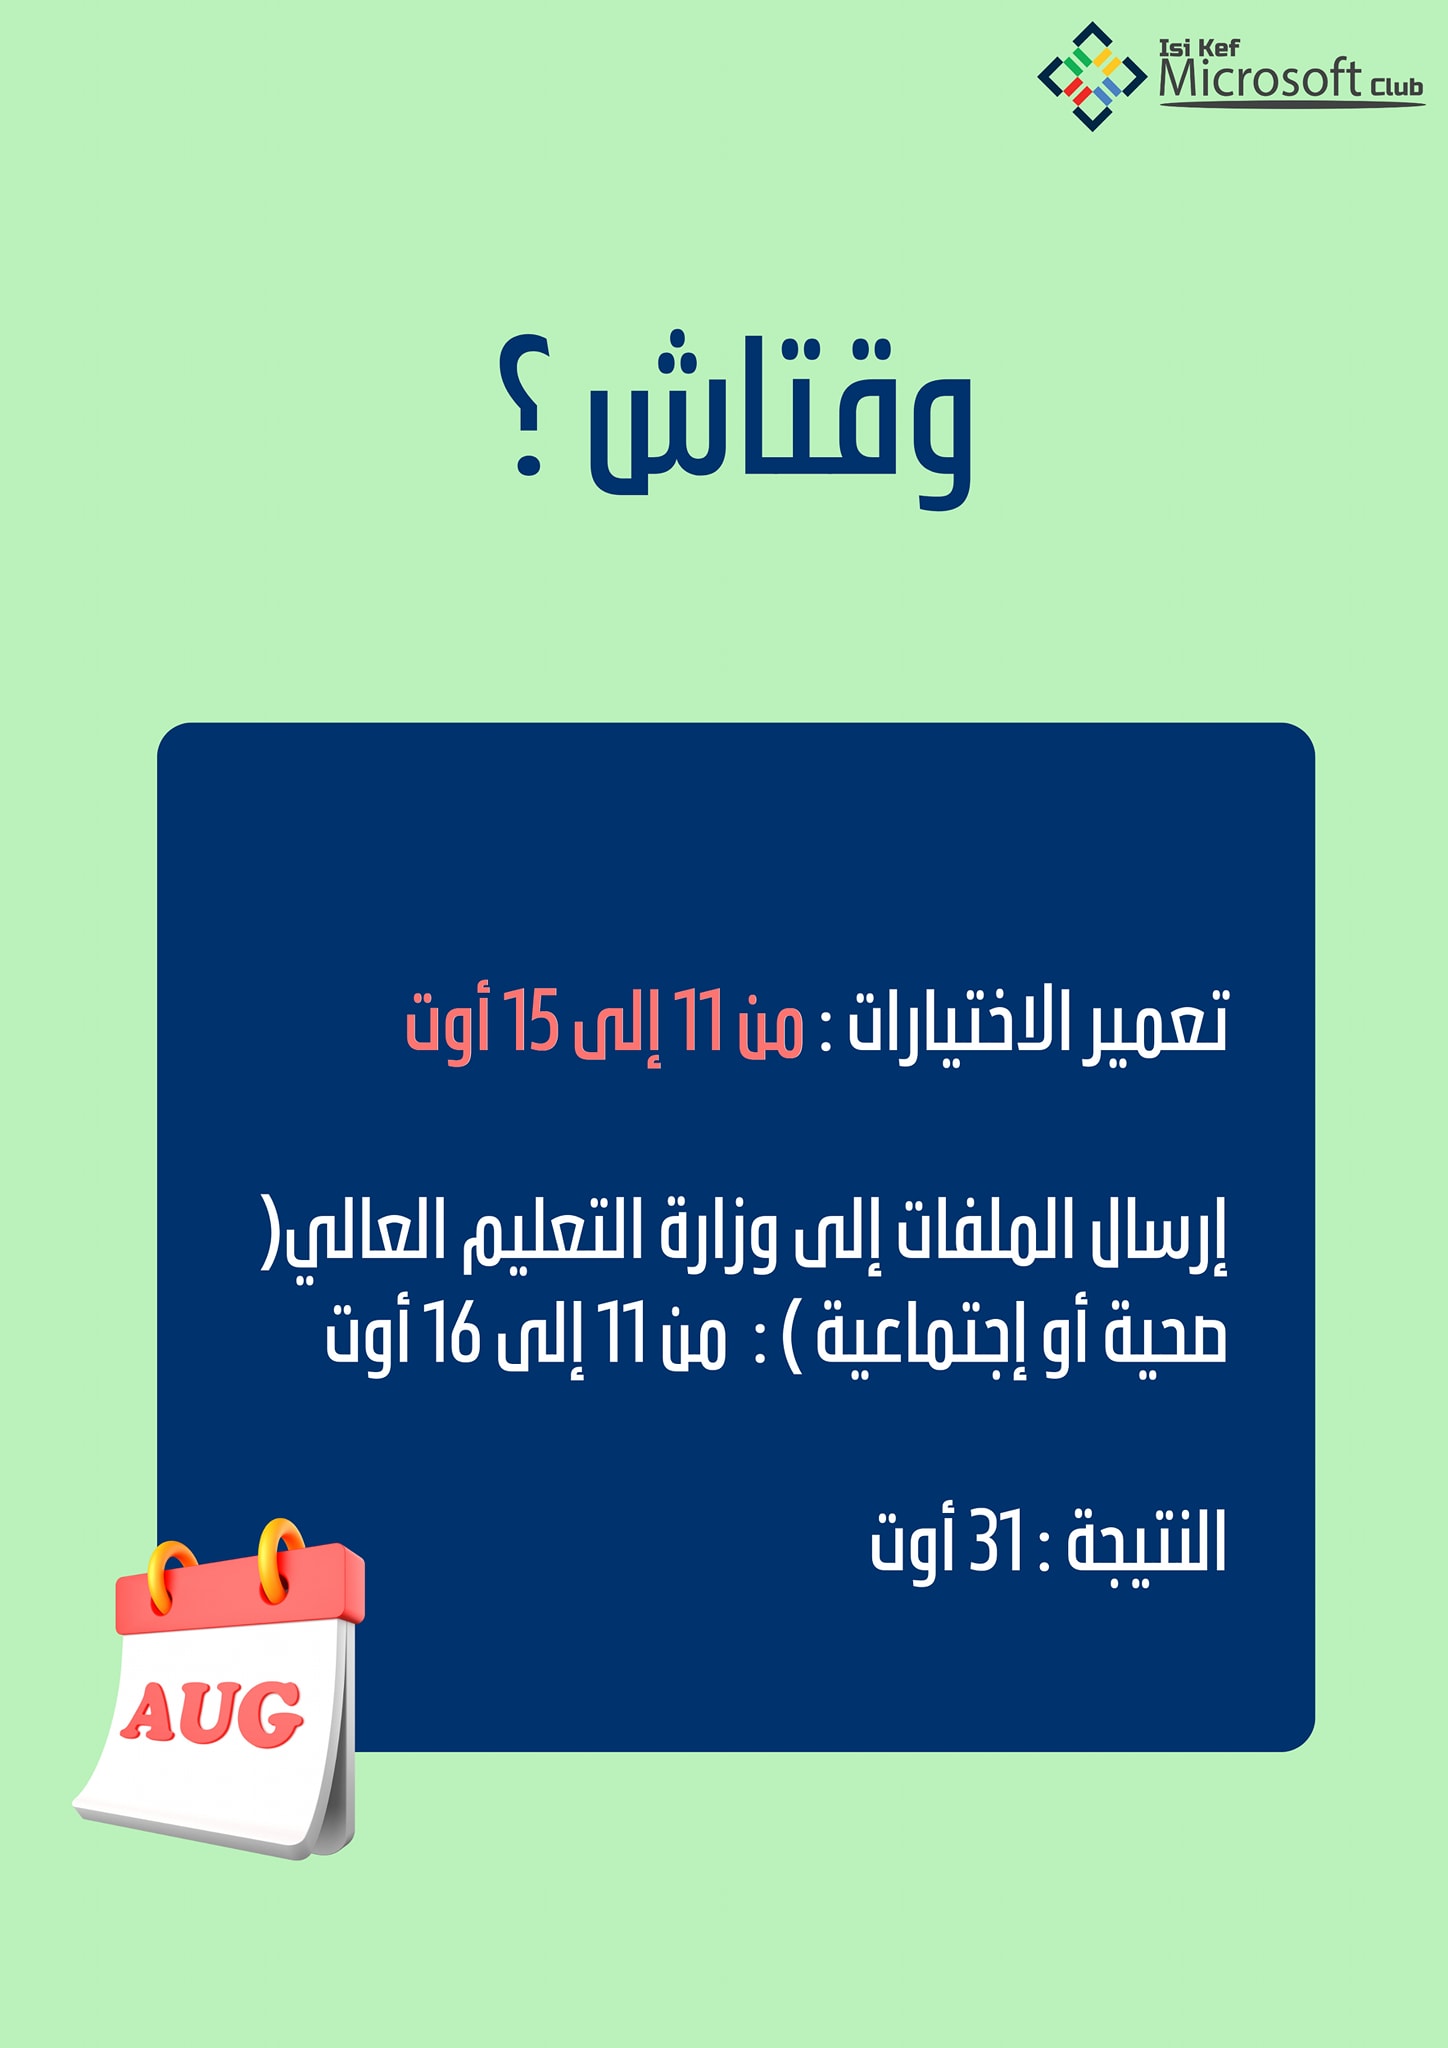 Isi Kef
Microsoft Club
وقتاش ؟
تعمير الاختيارات : من 11 إلى 15 أوت
إرسال الملفات إلى وزارة التعليم العالي(
صحية أو إجتماعية ) : من 11 إلى 16 أوت
النتيجة : 31 أوت
AUG